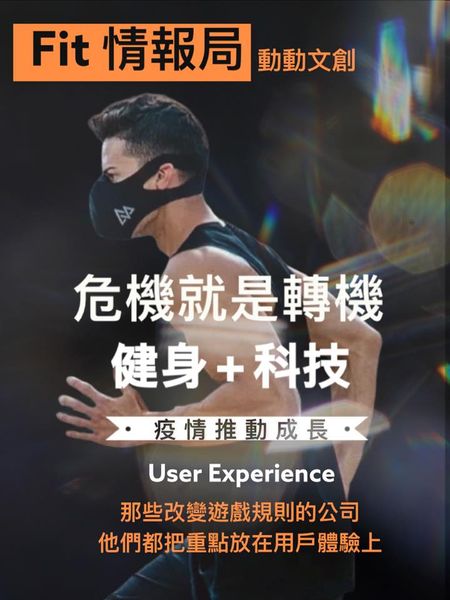 Fit 情報局 動動文創
危機就是轉機
健身+科技
· 疫情推動成長 ·
User Experience
那些改變遊戲規則的公司
他們都把重點放在用戶體驗上